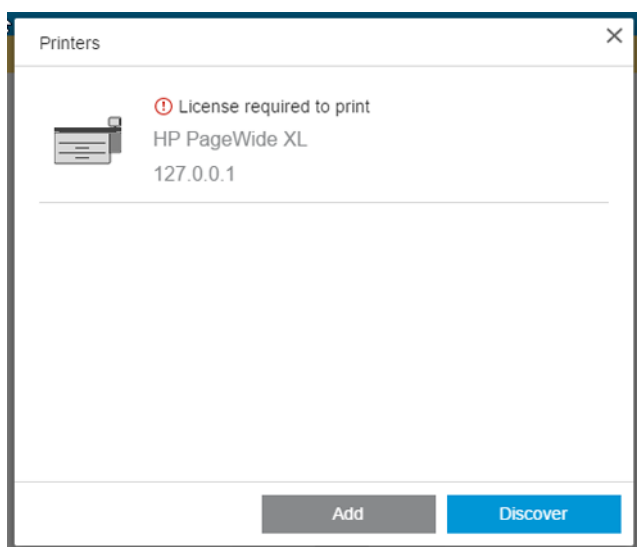 Printers
License required to print
HP PageWide XL
127.0.0.1
Add
Discover